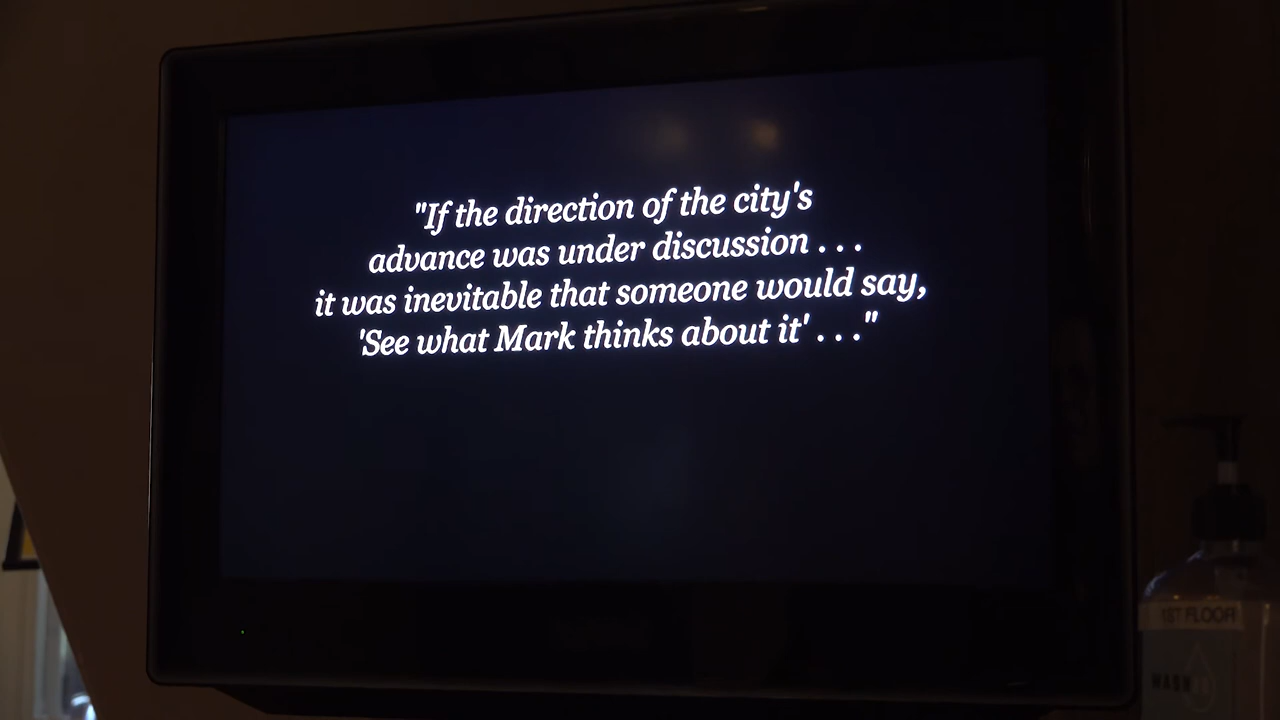 "If the direction of the city's
advance was under discussion . . .
it was inevitable that someone would say,
'See what Mark thinks about it' . . ."
1ST FLOOR
WASH